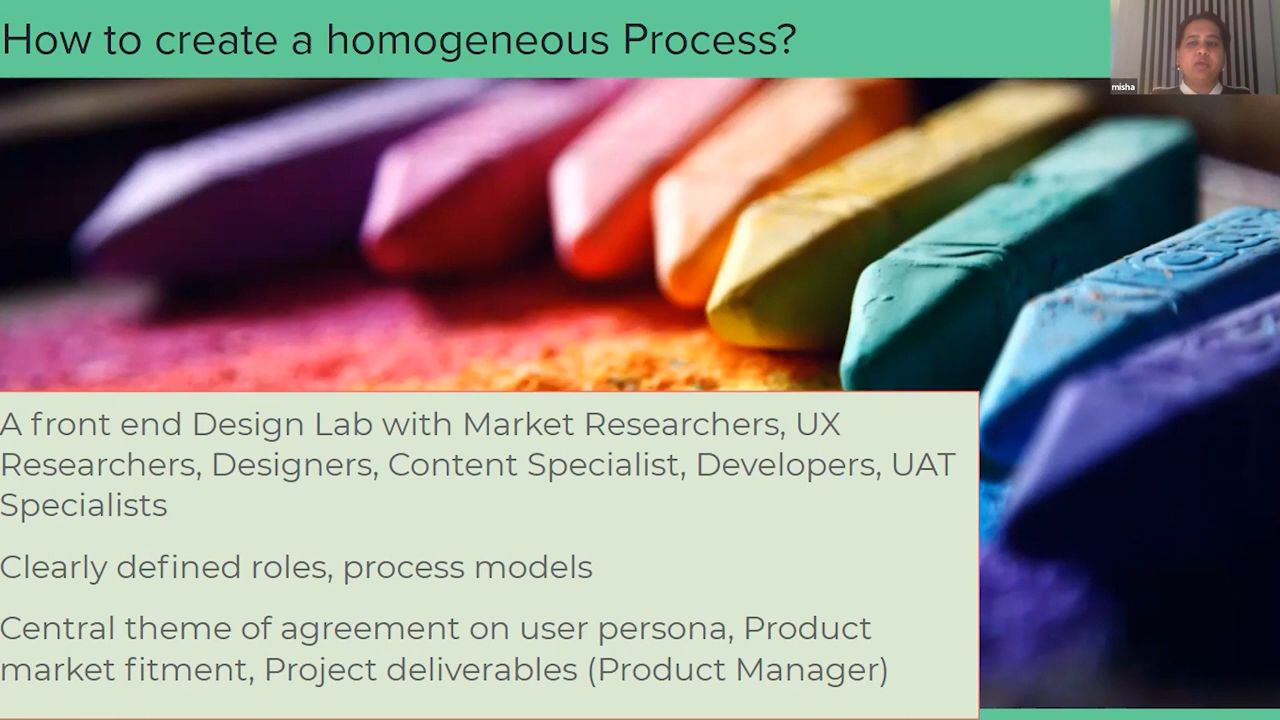 How to create a homogeneous Process?
misha
A front end Design Lab with Market Researchers, UX
Researchers, Designers, Content Specialist, Developers, UAT
Specialists
Clearly defined roles, process models
Central theme of agreement on user persona, Product
market fitment, Project deliverables (Product Manager)